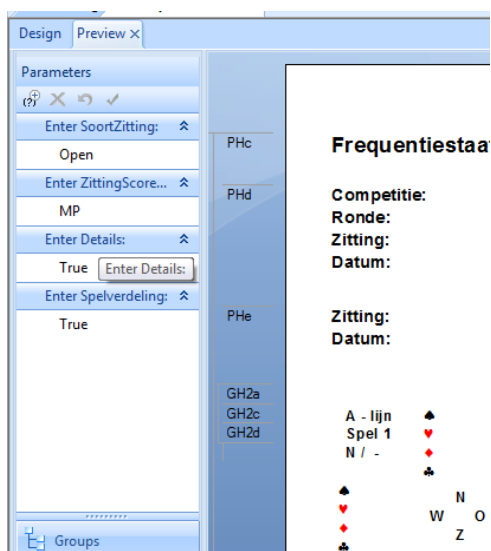 Design Preview ×
Parameters
(?)
Enter SoortZitting:
Open
Enter ZittingScore...
MP
Enter Details:
True
Enter Details:
Enter Spelverdeling:
True
Groups
PHc
PHd
PHe
GH2a
GH2c
GH2d
Frequentiestaa
Competitie:
Ronde:
Zitting:
Datum:
Zitting:
Datum:
A - lijn ♠
Spel 1 ♥
N / - ♦
♣
♠
♥
♦
♣
N
W O
Z